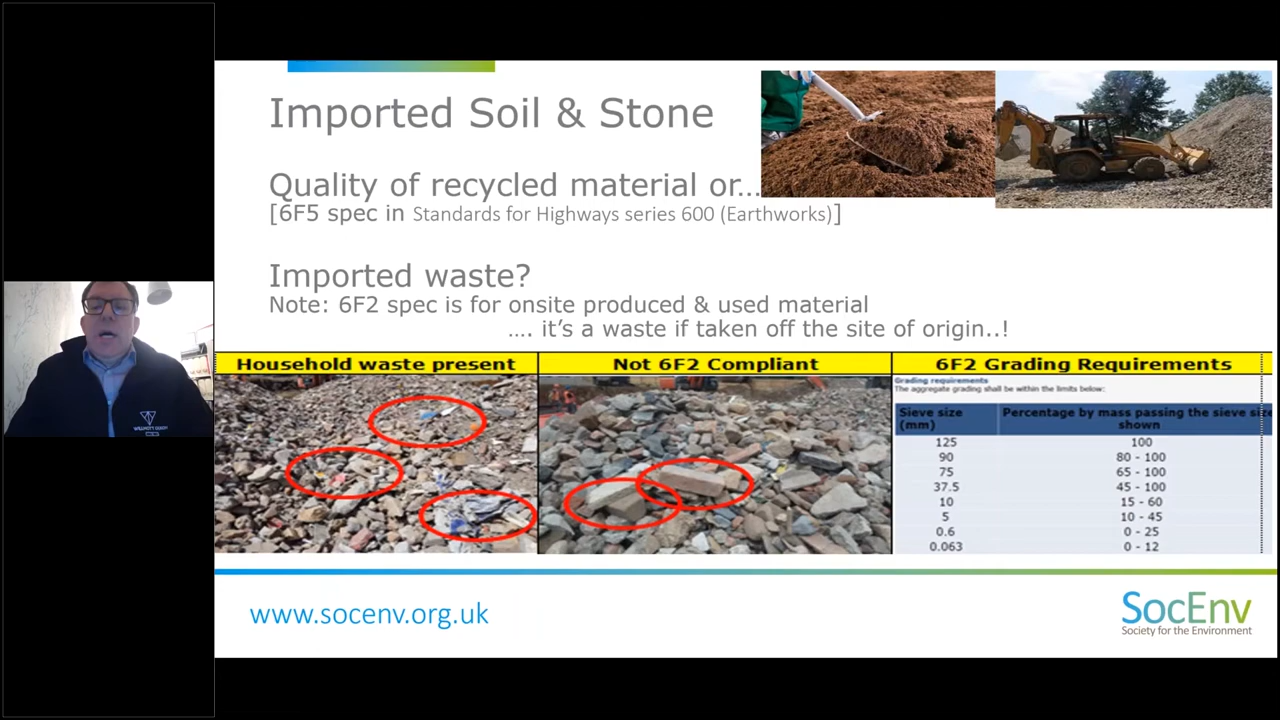 Imported Soil & Stone
Quality of recycled material or...
[6F5 spec in Standards for Highways series 600 (Earthworks)]
Imported waste?
Note: 6F2 spec is for onsite produced & used material
.... it's a waste if taken off the site of origin..!
Household waste present
Not 6F2 Compliant
6F2 Grading Requirements
Grading requirements
The aggregate grading shall be within the limits below:
Sieve size (mm) Percentage by mass passing the sieve size shown
125 100
90 80 - 100
75 65 - 100
37.5 45 - 100
10 15 - 60
5 10 - 45
0.6 0 - 25
0.063 0 - 12
WILLMOTT DIXON
www.socenv.org.uk
SocEnv
Society for the Environment